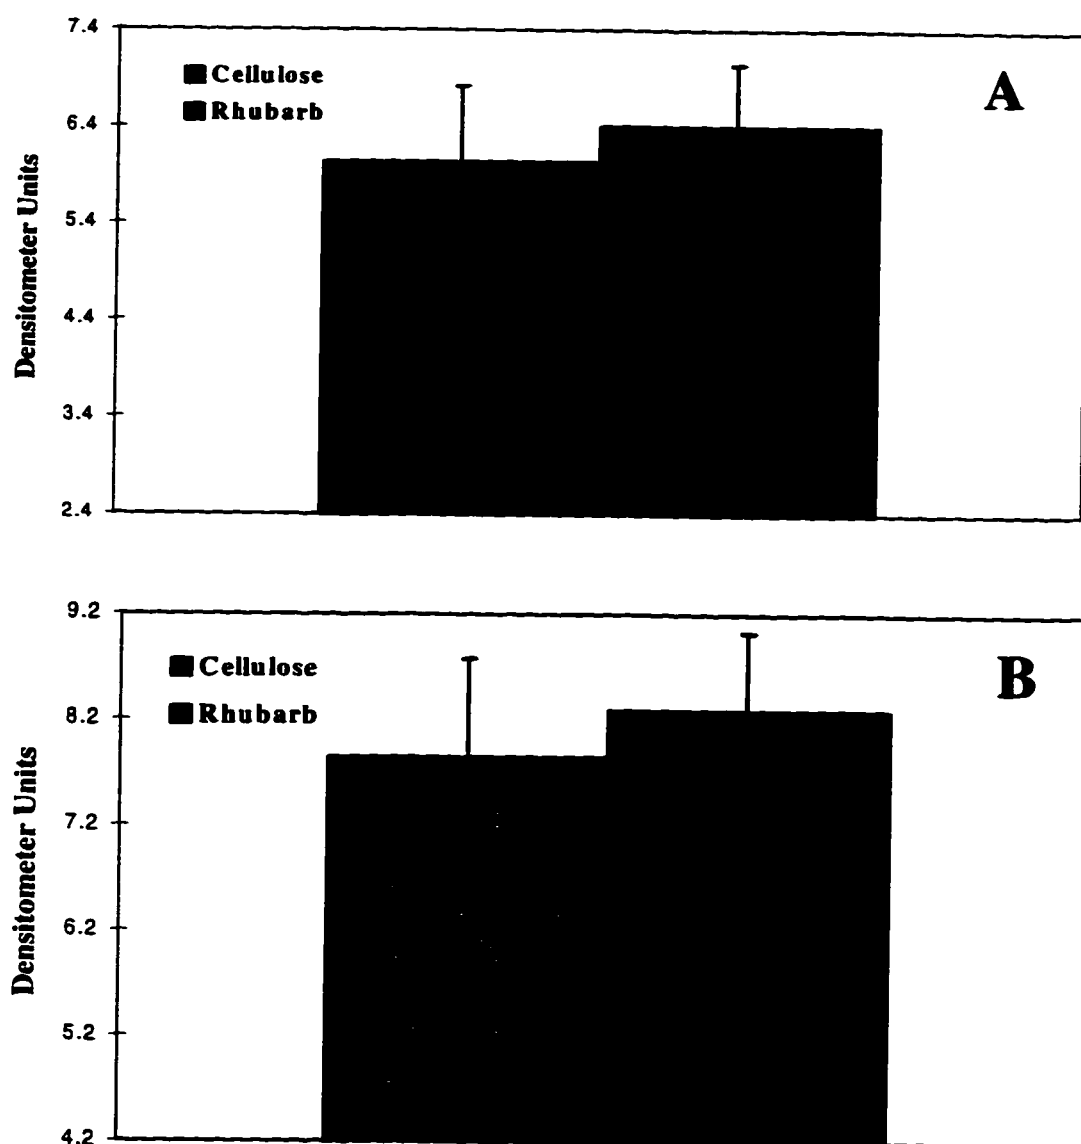 7.4
Cellulose
A
Rhubarb
6.4
5.4
4.4
3.4
2.4
Densitometer Units
9.2
Cellulose
B
Rhubarb
8.2
7.2
6.2
5.2
4.2
Densitometer Units